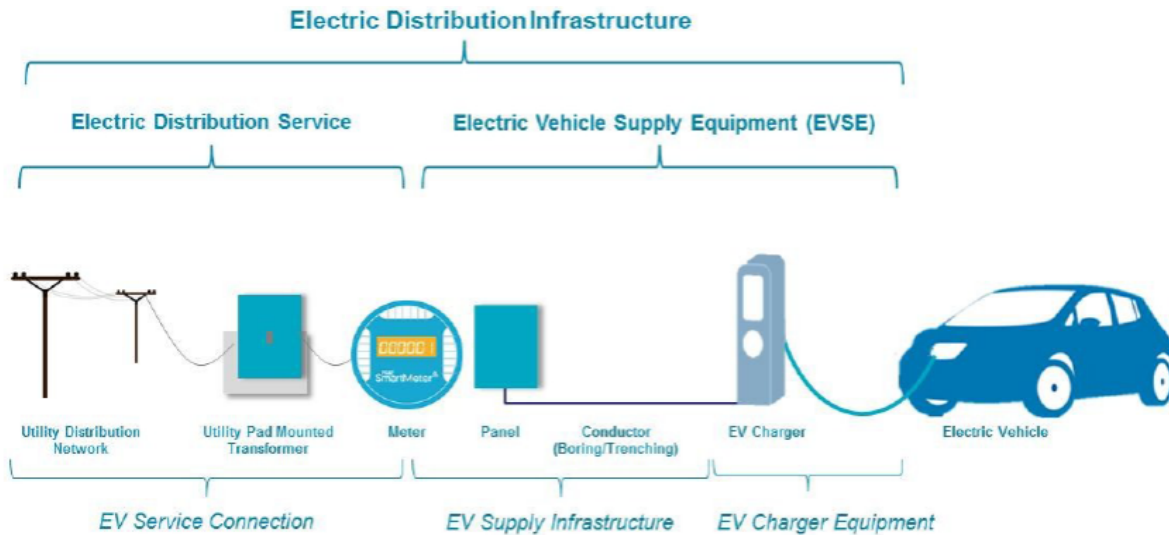 Electric Distribution Infrastructure
Electric Distribution Service
Electric Vehicle Supply Equipment (EVSE)
000001
SmartMeter
Utility Distribution
Network
Utility Pad Mounted
Transformer
Meter
Panel
Conductor
(Boring/Trenching)
EV Charger
Electric Vehicle
EV Service Connection
EV Supply Infrastructure
EV Charger Equipment